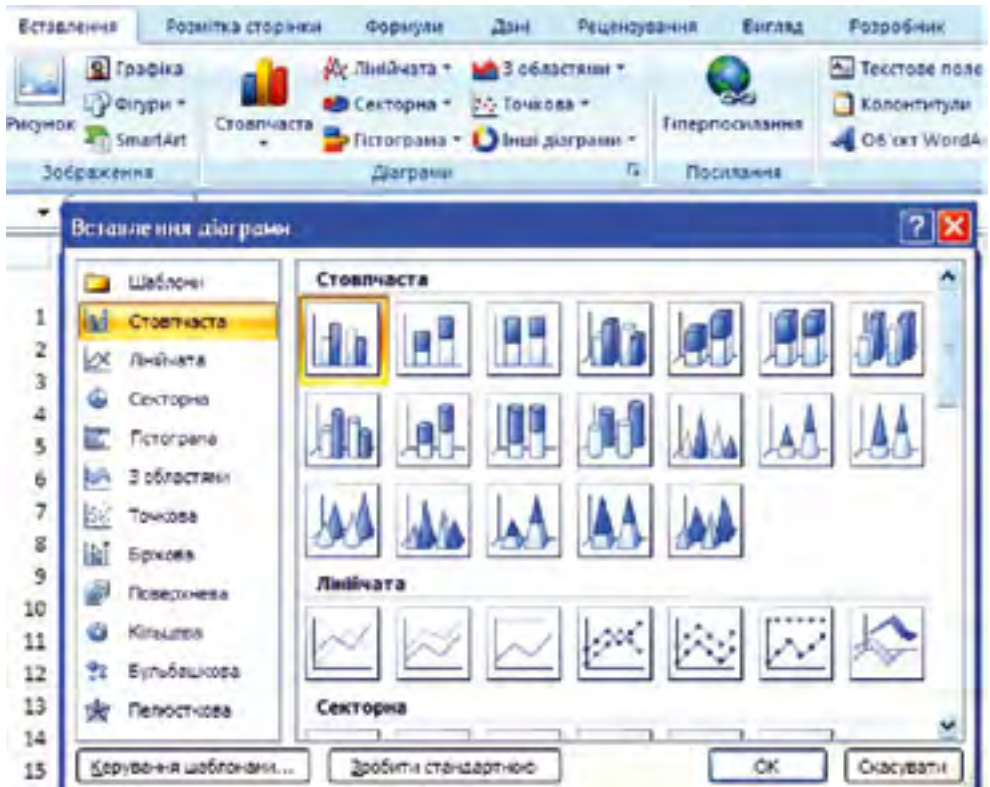 Вставлення Розмітка сторінки Формули Дані Рецензування Вигляд Розробник
Рисунок
Графіка
Фігури
SmartArt
Зображення
Стовпчаста
Лінійчата
Секторна
Гістограма
З областями
Точкова
Інші діаграми
Діаграми
Гіперпосилання
Посилання
Текстове поле
Колонтитули
Об'єкт WordA
Вставлення діаграми
Шаблони
Стовпчаста
Лінійчата
Секторна
Гістограма
З областями
Точкова
Біржова
Поверхнева
Кільцева
Бульбашкова
Пелюсткова
Стовпчаста
Лінійчата
Секторна
1
2
3
4
5
6
7
8
9
10
11
12
13
14
15
Керування шаблонами... Зробити стандартною OK Скасувати